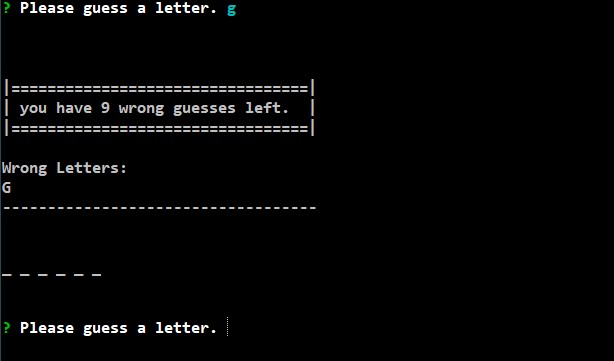 ? Please guess a letter. g
|=================================|
| you have 9 wrong guesses left.  |
|=================================|
Wrong Letters:
G
-----------------------------------
_ _ _ _ _ _
? Please guess a letter.